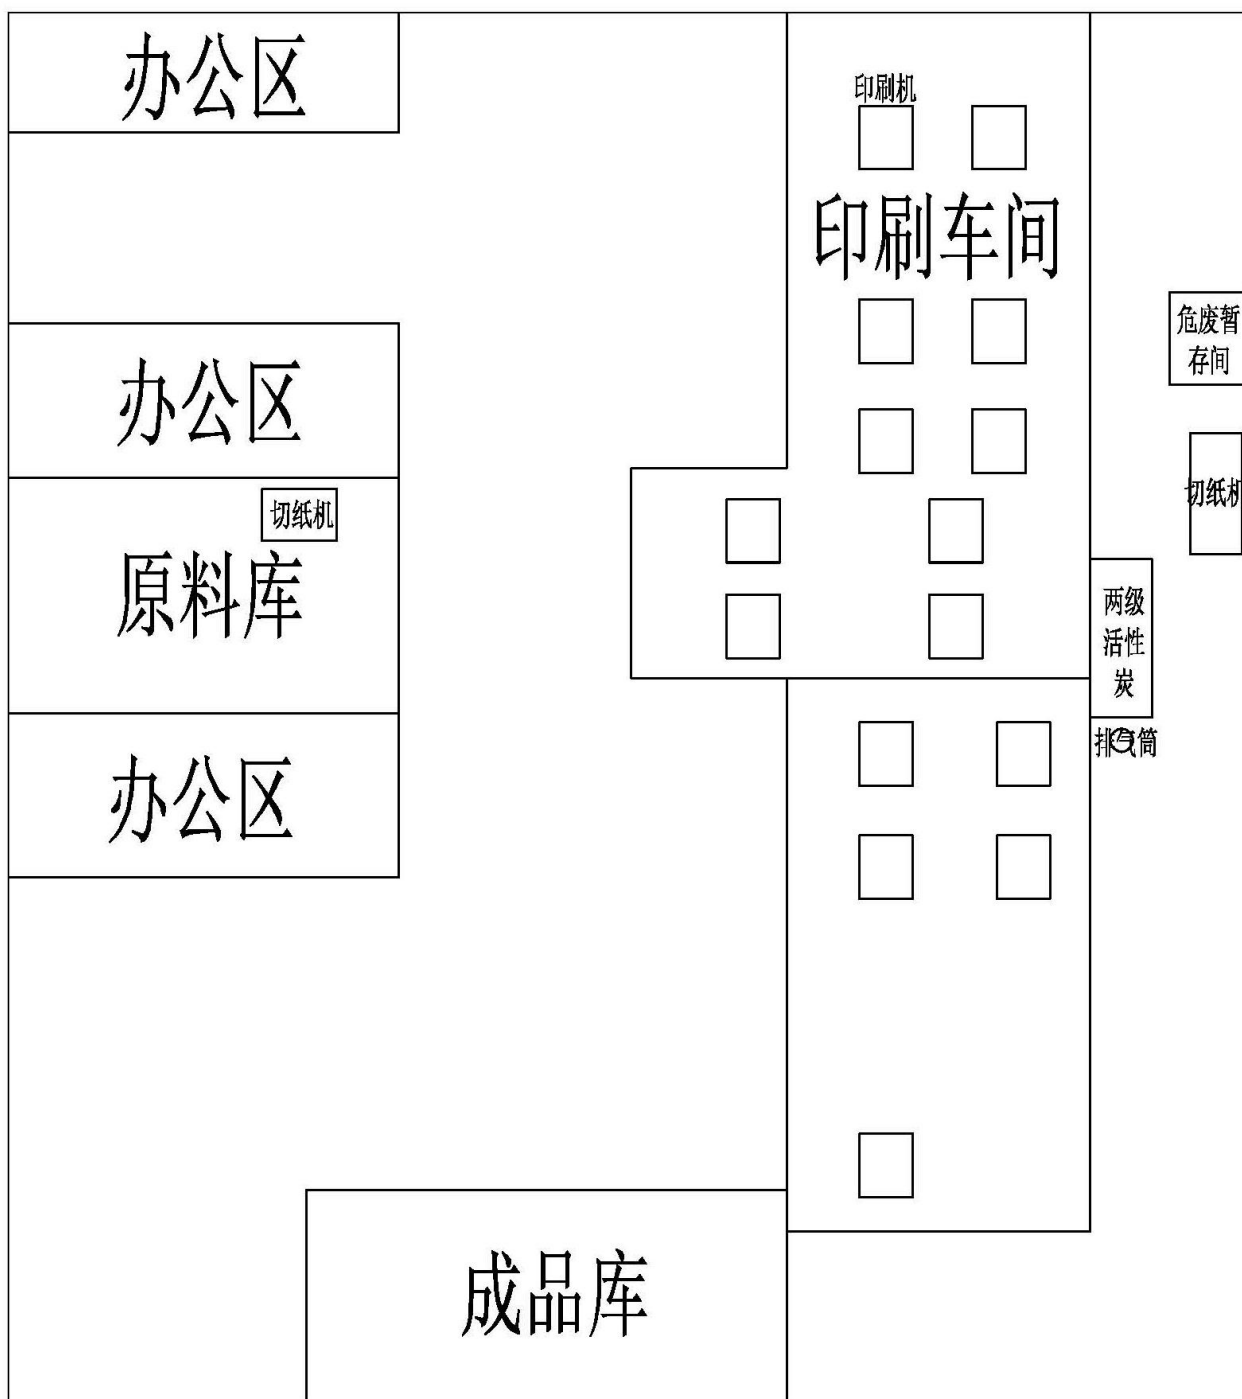 办公区
印刷机
印刷车间
危废暂
存间
办公区
切纸机
切纸机
原料库
两级
活性
炭
排气筒
办公区
成品库